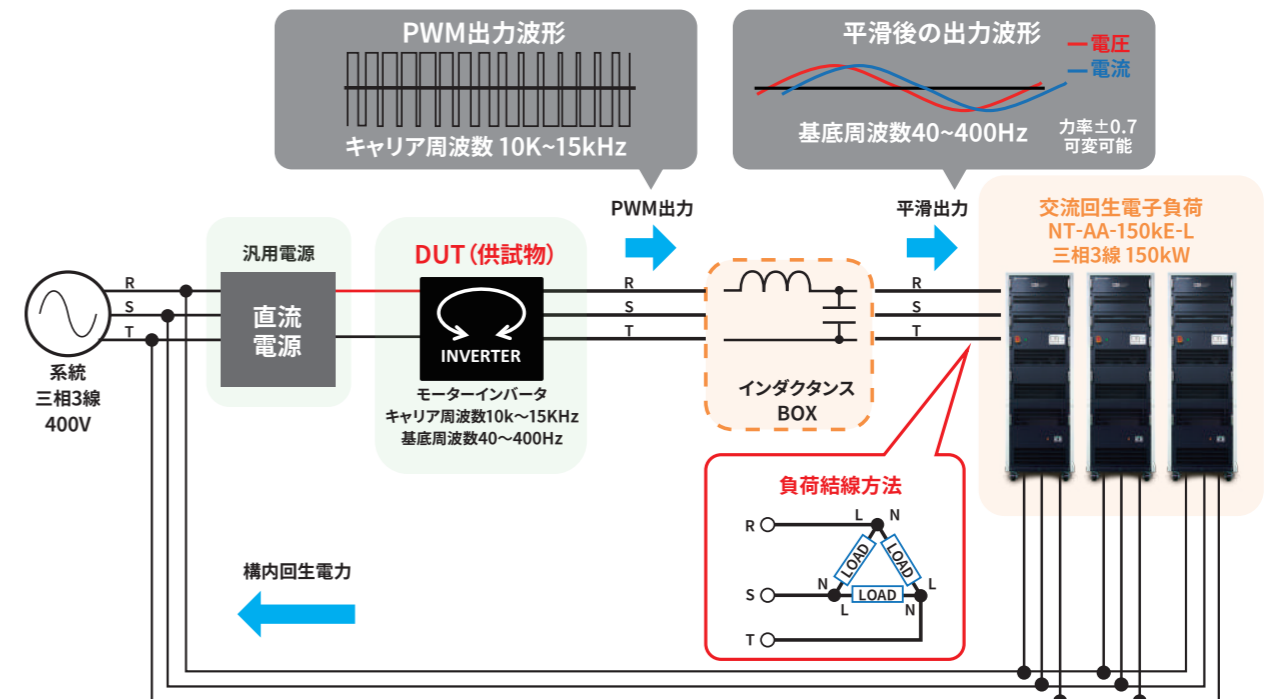 PWM出力波形
キャリア周波数 10K~15kHz
平滑後の出力波形
電圧
電流
基底周波数40~400Hz
力率±0.7
可変可能
PWM出力
平滑出力
交流回生電子負荷
NT-AA-150kE-L
三相3線 150kW
汎用電源
DUT(供試物)
R
S
T
直流
電源
INVERTER
R
S
T
R
S
T
系統
三相3線
400V
モーターインバータ
キャリア周波数10k~15KHz
基底周波数40~400Hz
インダクタンス
BOX
負荷結線方法
R
L
N
LOAD
LOAD
N
L
S
LOAD
L
N
T
構内回生電力